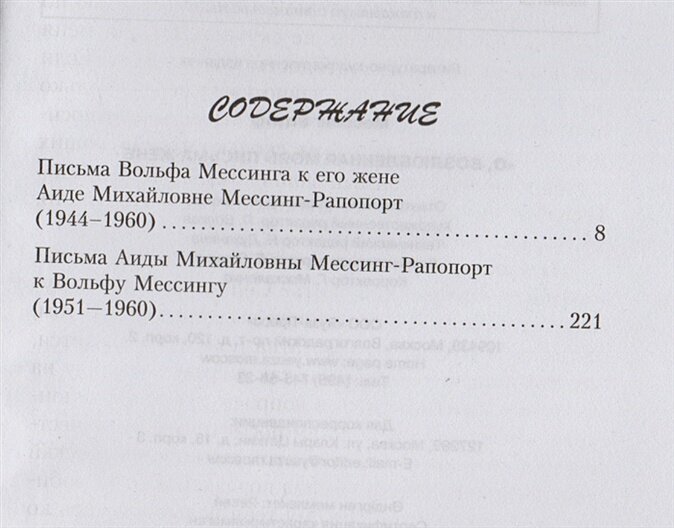 СОДЕРЖАНИЕ
Письма Вольфа Мессинга к его жене
Аиде Михайловне Мессинг-Рапопорт
(1944–1960) ........................................................ 8
Письма Аиды Михайловны Мессинг-Рапопорт
к Вольфу Мессингу
(1951–1960)........................................................ 221